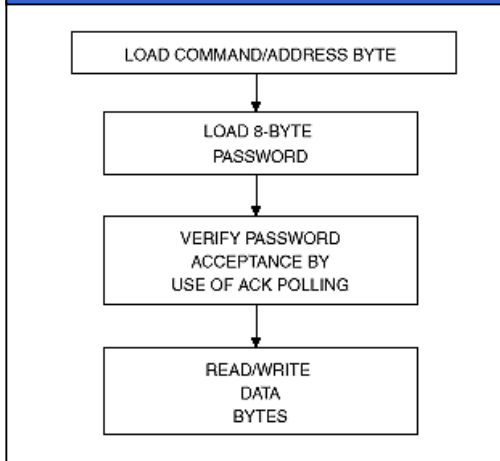 LOAD COMMAND/ADDRESS BYTE
LOAD 8-BYTE
PASSWORD
VERIFY PASSWORD
ACCEPTANCE BY
USE OF ACK POLLING
READ/WRITE
DATA
BYTES